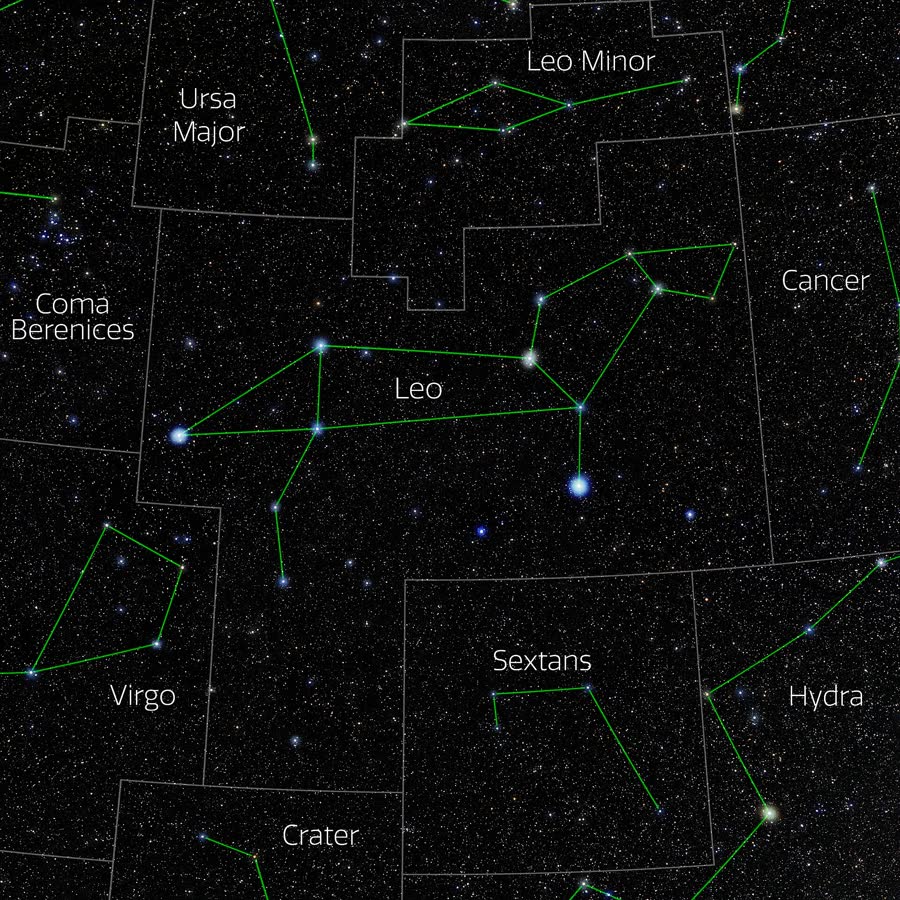 Leo Minor
Ursa
Major
Cancer
Coma
Berenices
Leo
Sextans
Virgo
Hydra
Crater